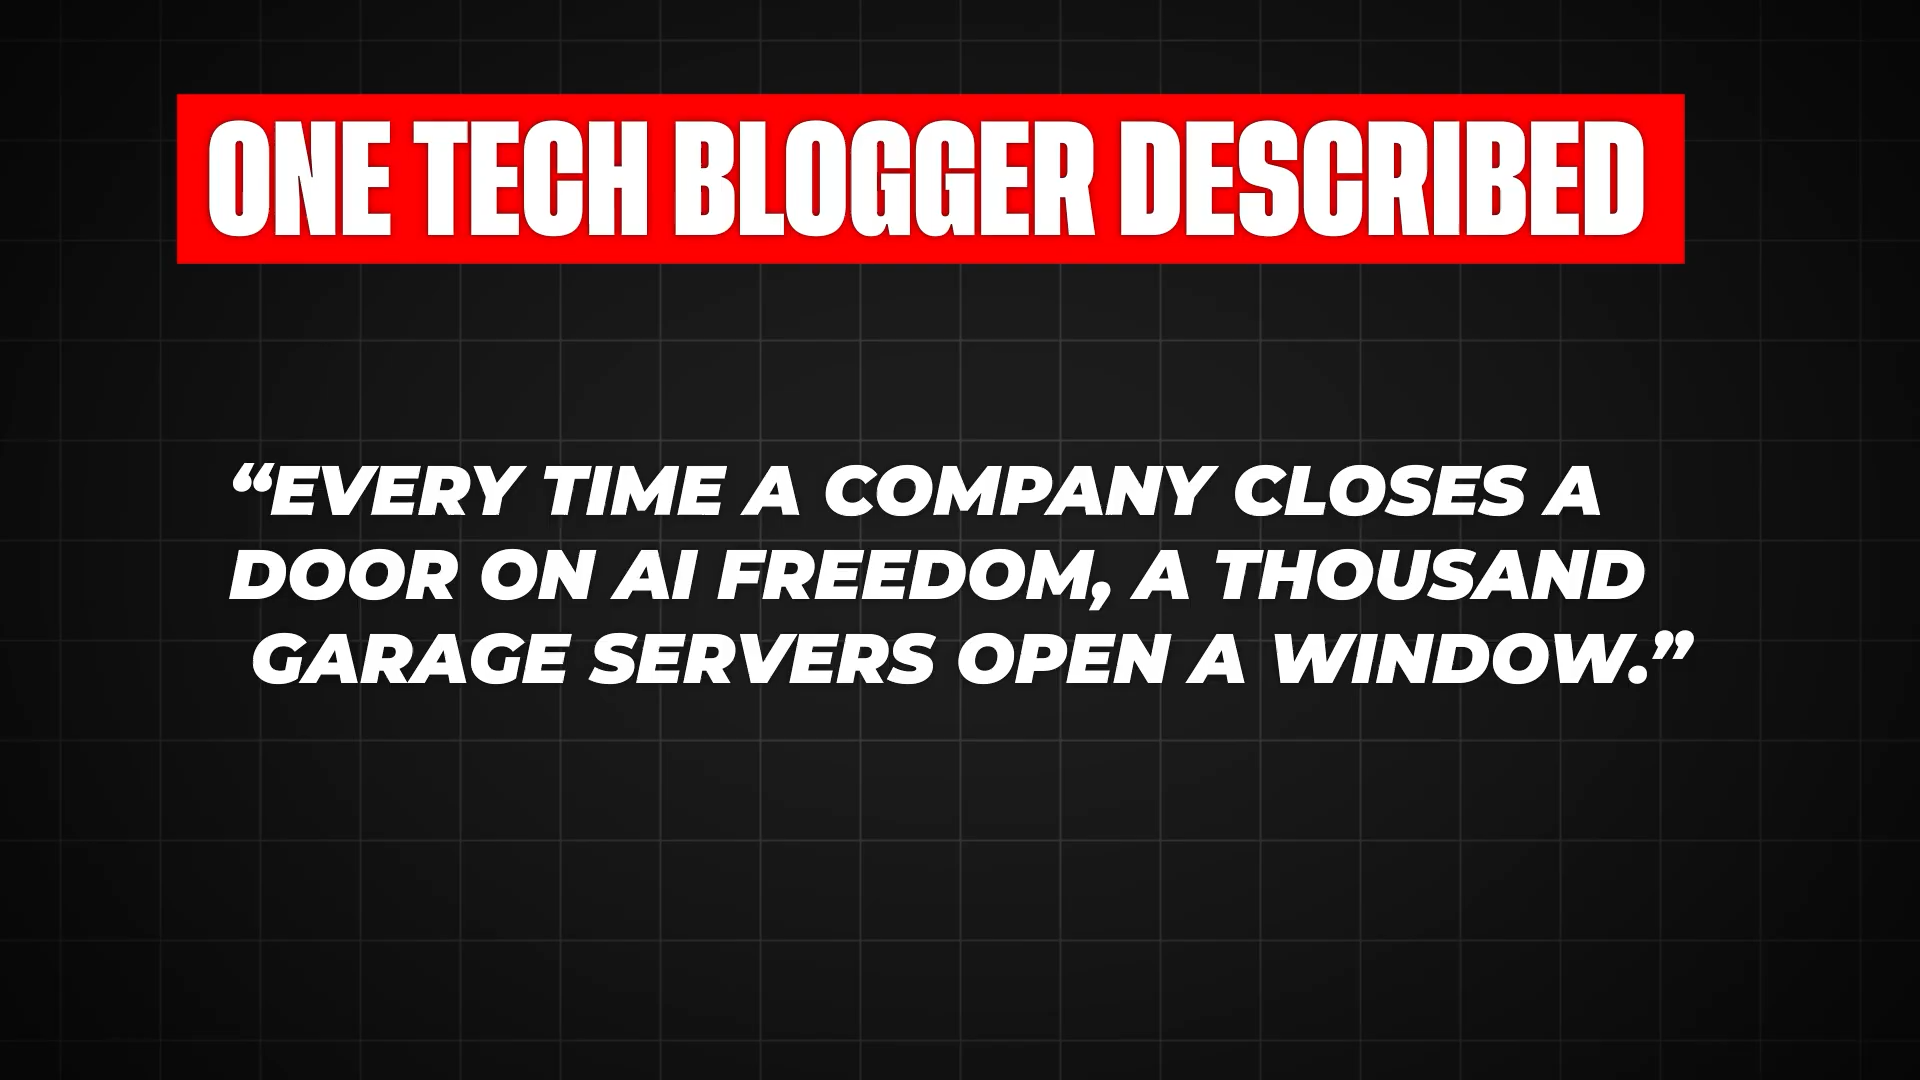 ONE TECH BLOGGER DESCRIBED
“EVERY TIME A COMPANY CLOSES A
DOOR ON AI FREEDOM, A THOUSAND
GARAGE SERVERS OPEN A WINDOW.”